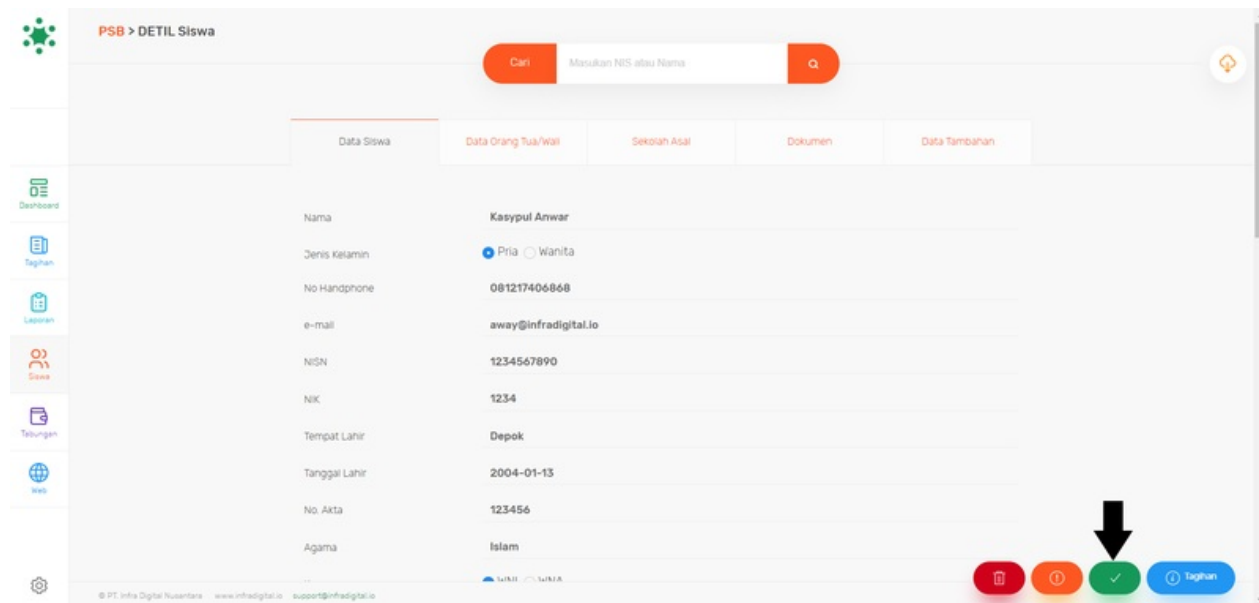 PSB > DETIL Siswa
Cari Masukan NIS atau Nama
Data Siswa Data Orang Tua/Wali Sekolah Asal Dokumen Data Tambahan
Dashboard
Tagihan
Laporan
Siswa
Tabungan
Web
Nama Kasypul Anwar
Jenis Kelamin Pria Wanita
No Handphone 081217406868
e-mail away@infradigital.io
NISN 1234567890
NIK 1234
Tempat Lahir Depok
Tanggal Lahir 2004-01-13
No. Akta 123456
Agama Islam
WNI WNA
Tagihan
© PT. Infra Digital Nusantara www.infradigital.io support@infradigital.io